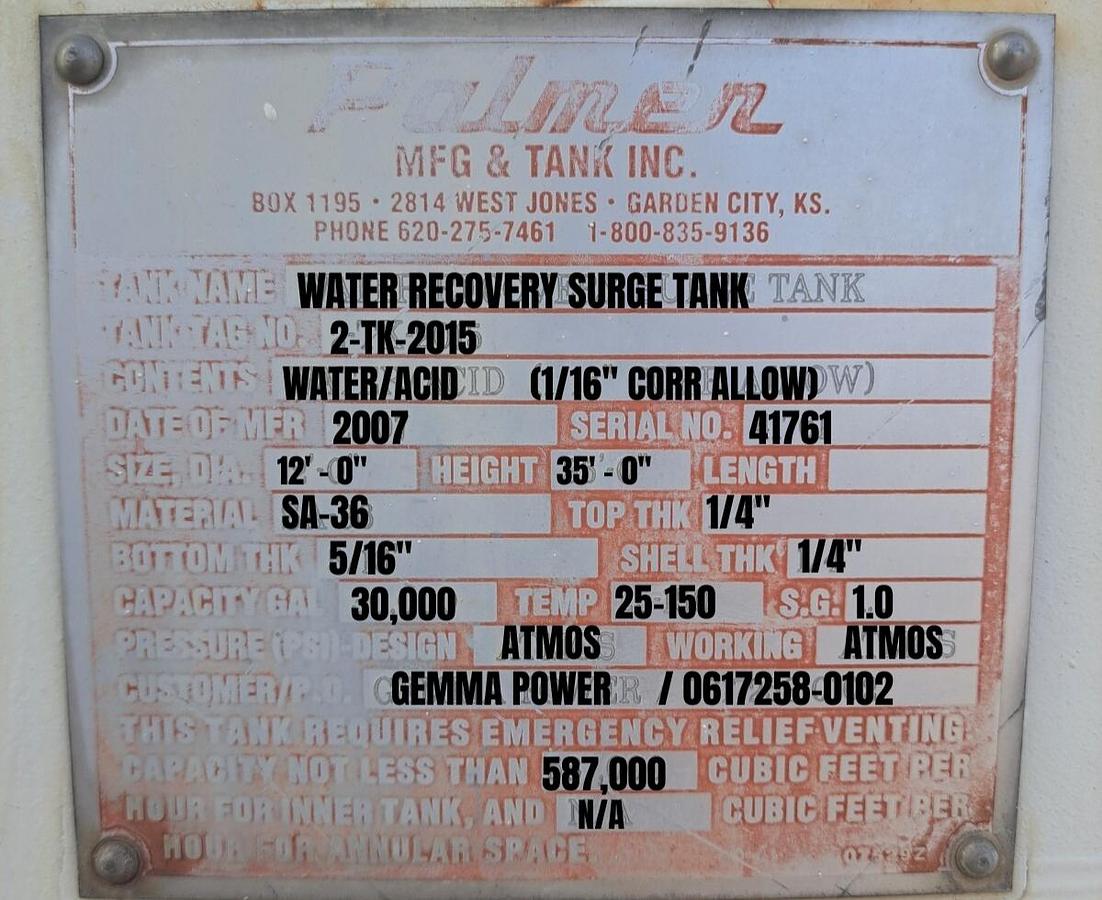 Palmer
MFG & TANK INC.
BOX 1195 • 2814 WEST JONES • GARDEN CITY, KS.
PHONE 620-275-7461 1-800-835-9136
TANK NAME WATER RECOVERY SURGE TANK
TANK TAG NO. 2-TK-2015
CONTENTS WATER/ACID (1/16" CORR ALLOW)
DATE OF MFR 2007 SERIAL NO. 41761
SIZE, DIA. 12' - 0" HEIGHT 35' - 0" LENGTH
MATERIAL SA-36 TOP THK 1/4"
BOTTOM THK 5/16" SHELL THK 1/4"
CAPACITY GAL 30,000 TEMP 25-150 S.G. 1.0
PRESSURE (PSI)-DESIGN ATMOS WORKING ATMOS
CUSTOMER/P.O. GEMMA POWER / 0617258-0102
THIS TANK REQUIRES EMERGENCY RELIEF VENTING.
CAPACITY NOT LESS THAN 587,000 CUBIC FEET PER
HOUR FOR INNER TANK, AND N/A CUBIC FEET PER
HOUR FOR ANNULAR SPACE.